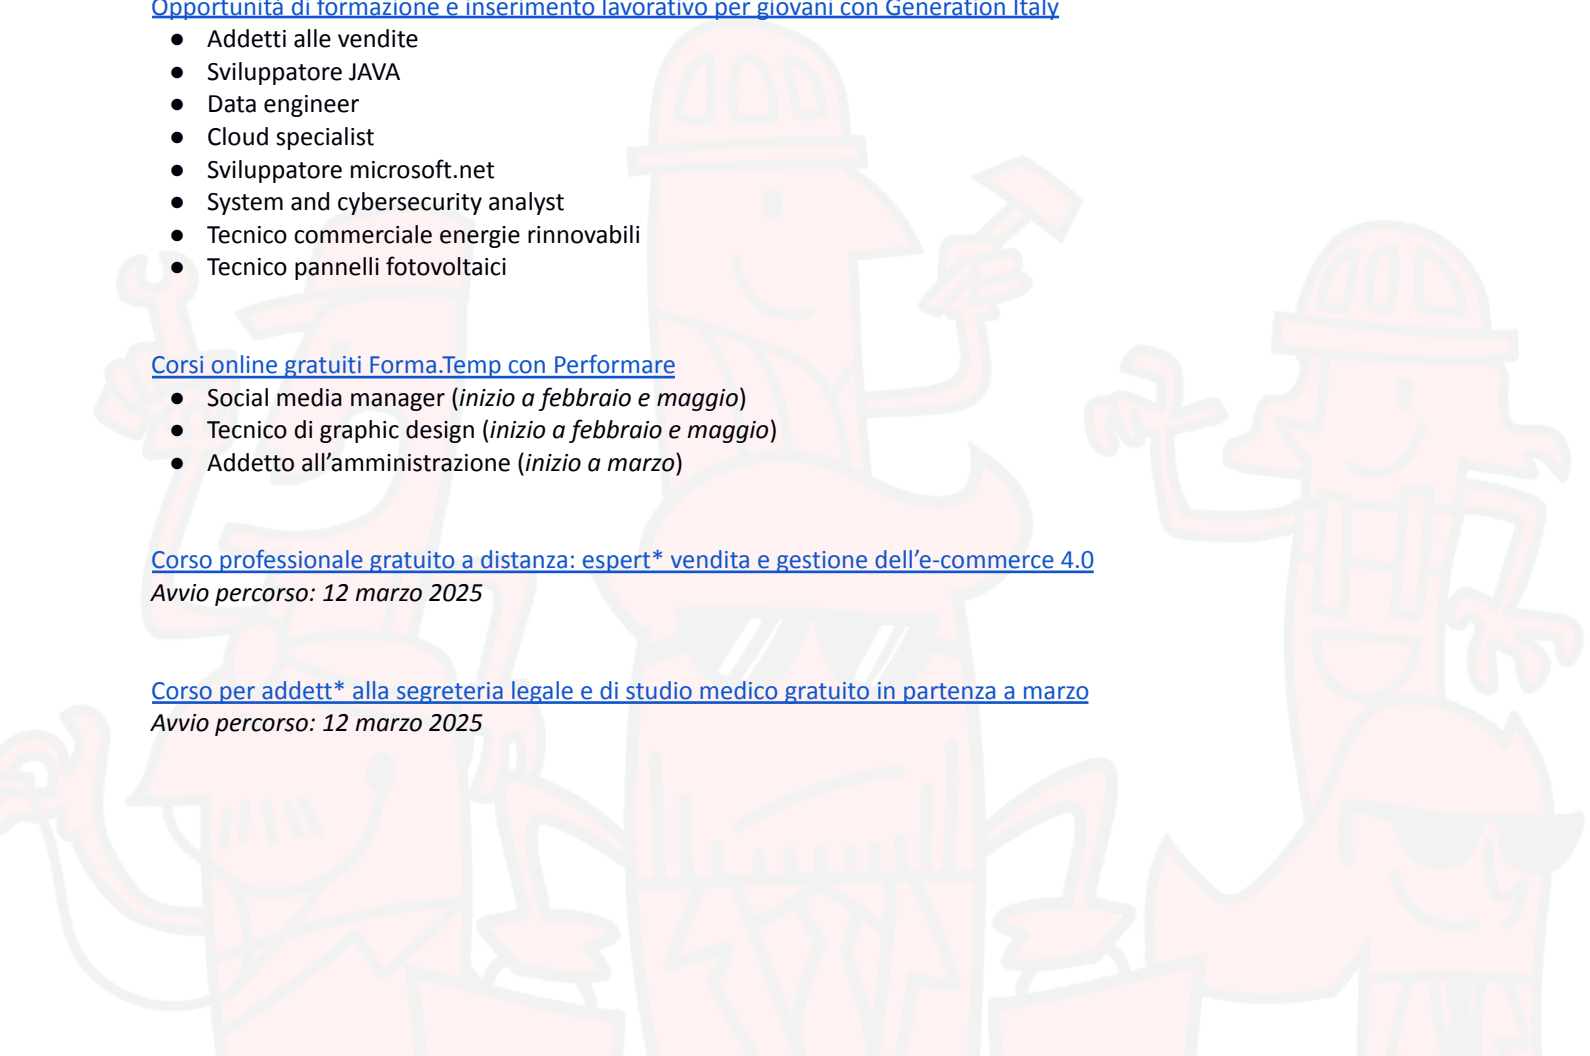 Opportunità di formazione e inserimento lavorativo per giovani con Generation Italy
● Addetti alle vendite
● Sviluppatore JAVA
● Data engineer
● Cloud specialist
● Sviluppatore microsoft.net
● System and cybersecurity analyst
● Tecnico commerciale energie rinnovabili
● Tecnico pannelli fotovoltaici
Corsi online gratuiti Forma.Temp con Performare
● Social media manager (inizio a febbraio e maggio)
● Tecnico di graphic design (inizio a febbraio e maggio)
● Addetto all’amministrazione (inizio a marzo)
Corso professionale gratuito a distanza: espert* vendita e gestione dell’e-commerce 4.0
Avvio percorso: 12 marzo 2025
Corso per addett* alla segreteria legale e di studio medico gratuito in partenza a marzo
Avvio percorso: 12 marzo 2025